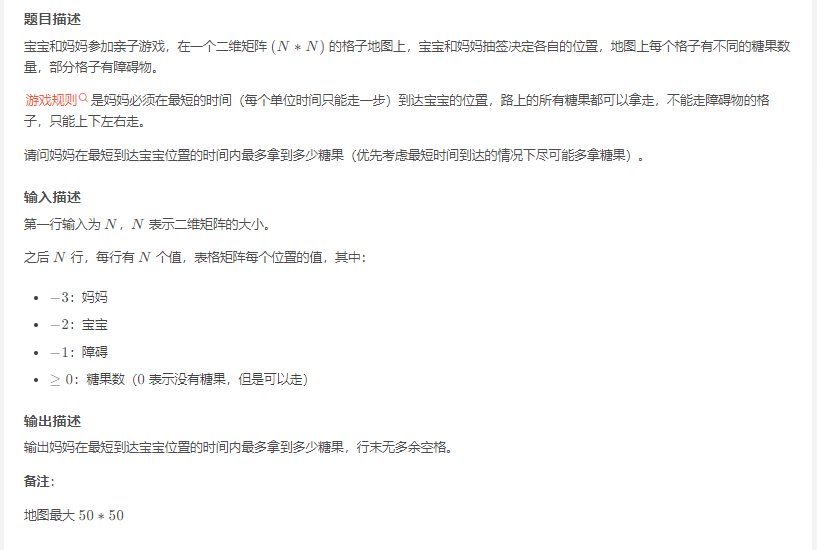 题目描述
宝宝和妈妈参加亲子游戏，在一个二维矩阵 (N ∗ N) 的格子地图上，宝宝和妈妈抽签决定各自的位置，地图上每个格子有不同的糖果数
量，部分格子有障碍物。
游戏规则是妈妈必须在最短的时间（每个单位时间只能走一步）到达宝宝的位置，路上的所有糖果都可以拿走，不能走障碍物的格
子，只能上下左右走。
请问妈妈在最短到达宝宝位置的时间内最多拿到多少糖果（优先考虑最短时间到达的情况下尽可能多拿糖果）。
输入描述
第一行输入为 N，N 表示二维矩阵的大小。
之后 N 行，每行有 N 个值，表格矩阵每个位置的值，其中：
• −3：妈妈
• −2：宝宝
• −1：障碍
• ≥ 0：糖果数（0 表示没有糖果，但是可以走）
输出描述
输出妈妈在最短到达宝宝位置的时间内最多拿到多少糖果，行末无多余空格。
备注：
地图最大 50 ∗ 50